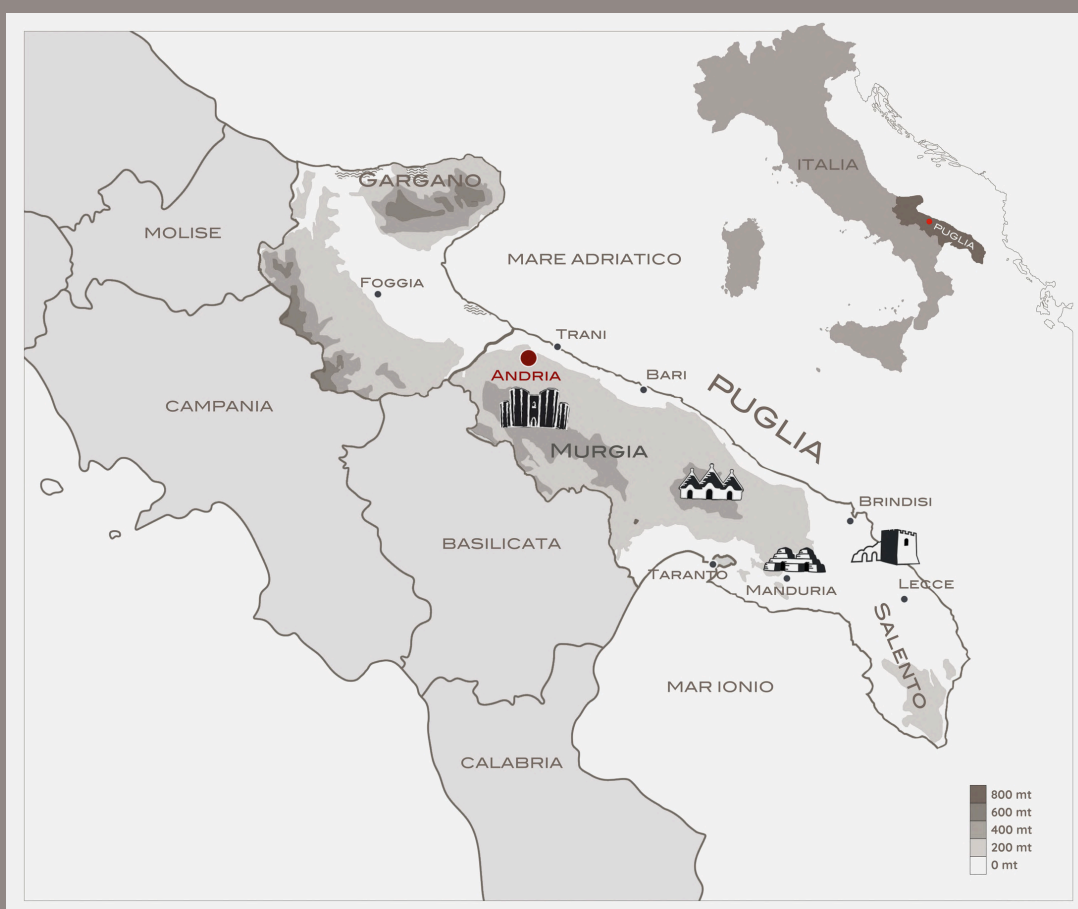 ITALIA
PUGLIA
GARGANO
MOLISE
MARE ADRIATICO
FOGGIA
TRANI
ANDRIA
BARI
PUGLIA
CAMPANIA
MURGIA
BRINDISI
BASILICATA
TARANTO
MANDURIA
LECCE
SALENTO
MAR IONIO
CALABRIA
800 mt
600 mt
400 mt
200 mt
0 mt